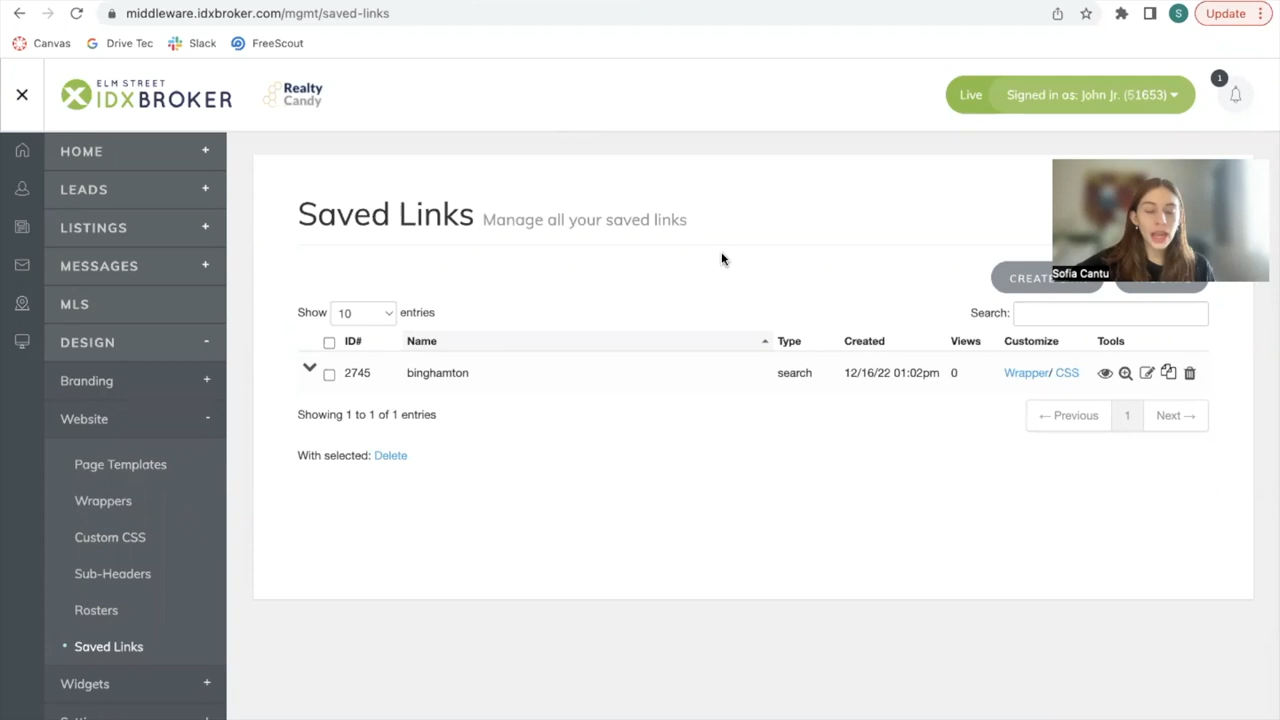 middleware.idxbroker.com/mgmt/saved-links
S
Update
Canvas
Drive Tec
Slack
FreeScout
ELM STREET
IDXBROKER
Realty
Candy
Live
Signed in as: John Jr. (51653)
1
HOME +
LEADS +
LISTINGS +
MESSAGES +
MLS
DESIGN -
Branding +
Website -
Page Templates
Wrappers
Custom CSS
Sub-Headers
Rosters
• Saved Links
Widgets +
Saved Links Manage all your saved links
Sofia Cantu
CREATE
Show 10 entries
Search:
ID# Name Type Created Views Customize Tools
2745 binghamton search 12/16/22 01:02pm 0 Wrapper/ CSS
Showing 1 to 1 of 1 entries
← Previous 1 Next →
With selected: Delete